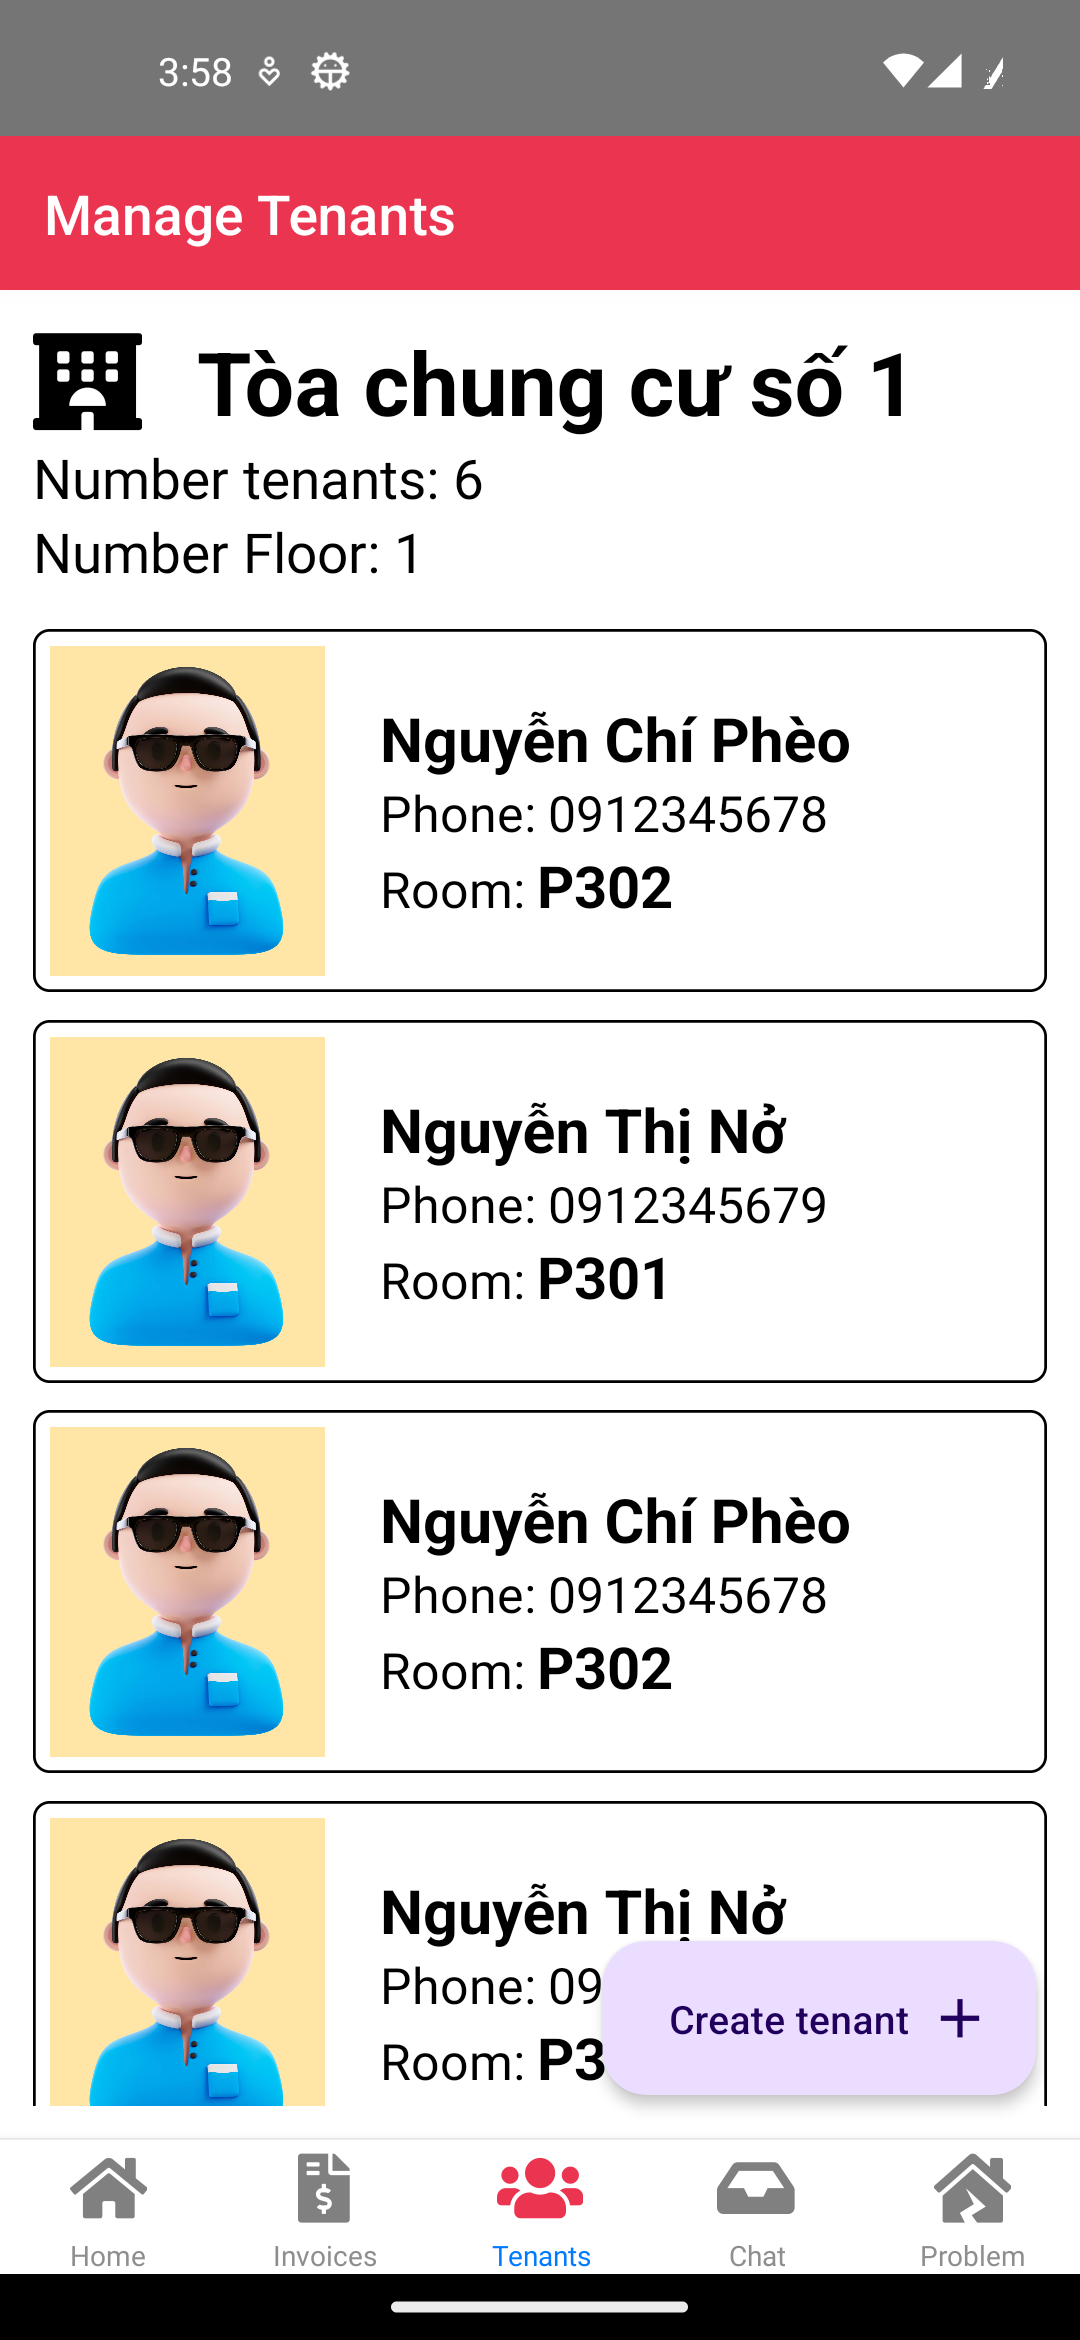 3:58
Manage Tenants
Tòa chung cư số 1
Number tenants: 6
Number Floor: 1
Nguyễn Chí Phèo
Phone: 0912345678
Room: P302
Nguyễn Thị Nở
Phone: 0912345679
Room: P301
Nguyễn Chí Phèo
Phone: 0912345678
Room: P302
Nguyễn Thị Nở
Phone: 09
Room: P3
Create tenant
Home
Invoices
Tenants
Chat
Problem